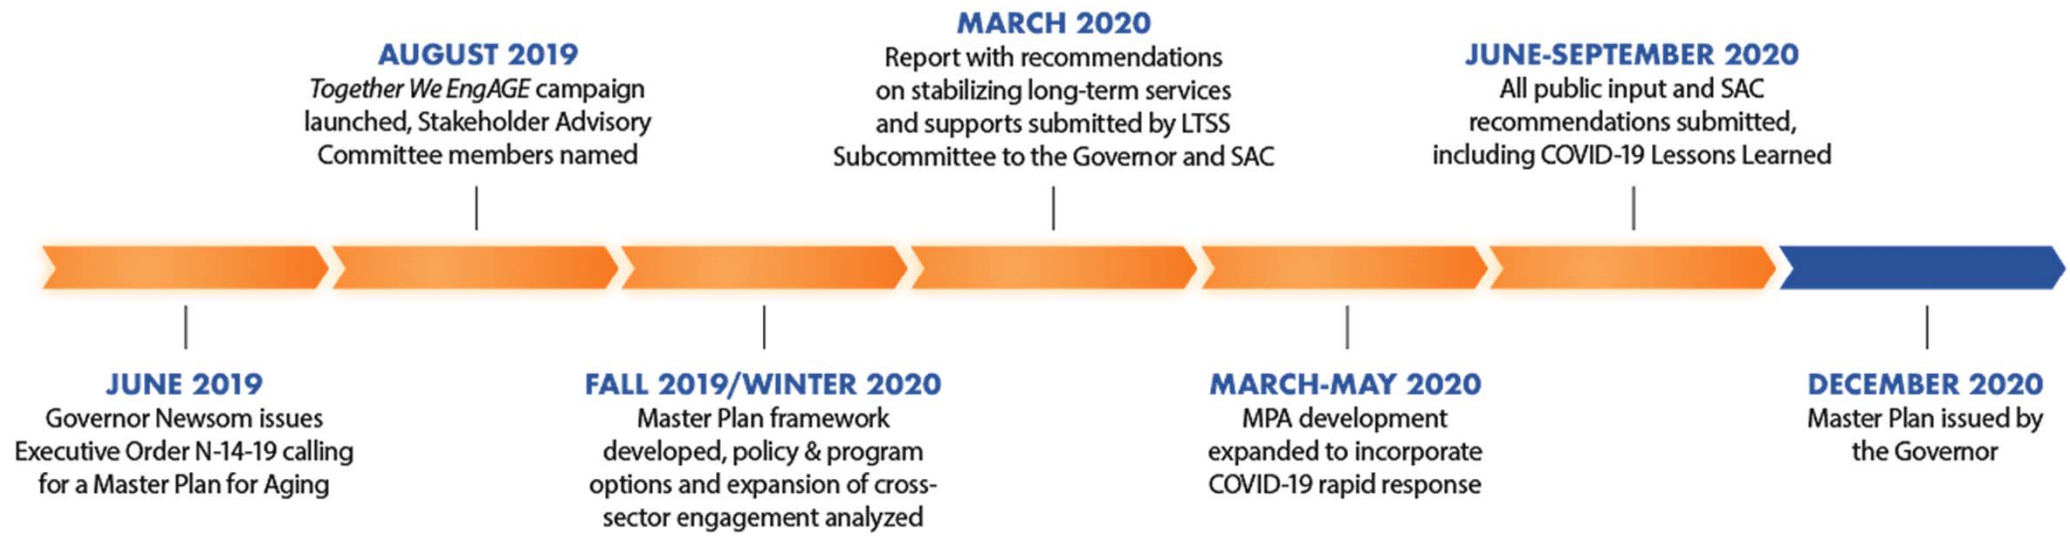 JUNE 2019
Governor Newsom issues
Executive Order N-14-19 calling
for a Master Plan for Aging
AUGUST 2019
Together We EngAGE campaign
launched, Stakeholder Advisory
Committee members named
FALL 2019/WINTER 2020
Master Plan framework
developed, policy & program
options and expansion of cross-
sector engagement analyzed
MARCH 2020
Report with recommendations
on stabilizing long-term services
and supports submitted by LTSS
Subcommittee to the Governor and SAC
MARCH-MAY 2020
MPA development
expanded to incorporate
COVID-19 rapid response
JUNE-SEPTEMBER 2020
All public input and SAC
recommendations submitted,
including COVID-19 Lessons Learned
DECEMBER 2020
Master Plan issued by
the Governor